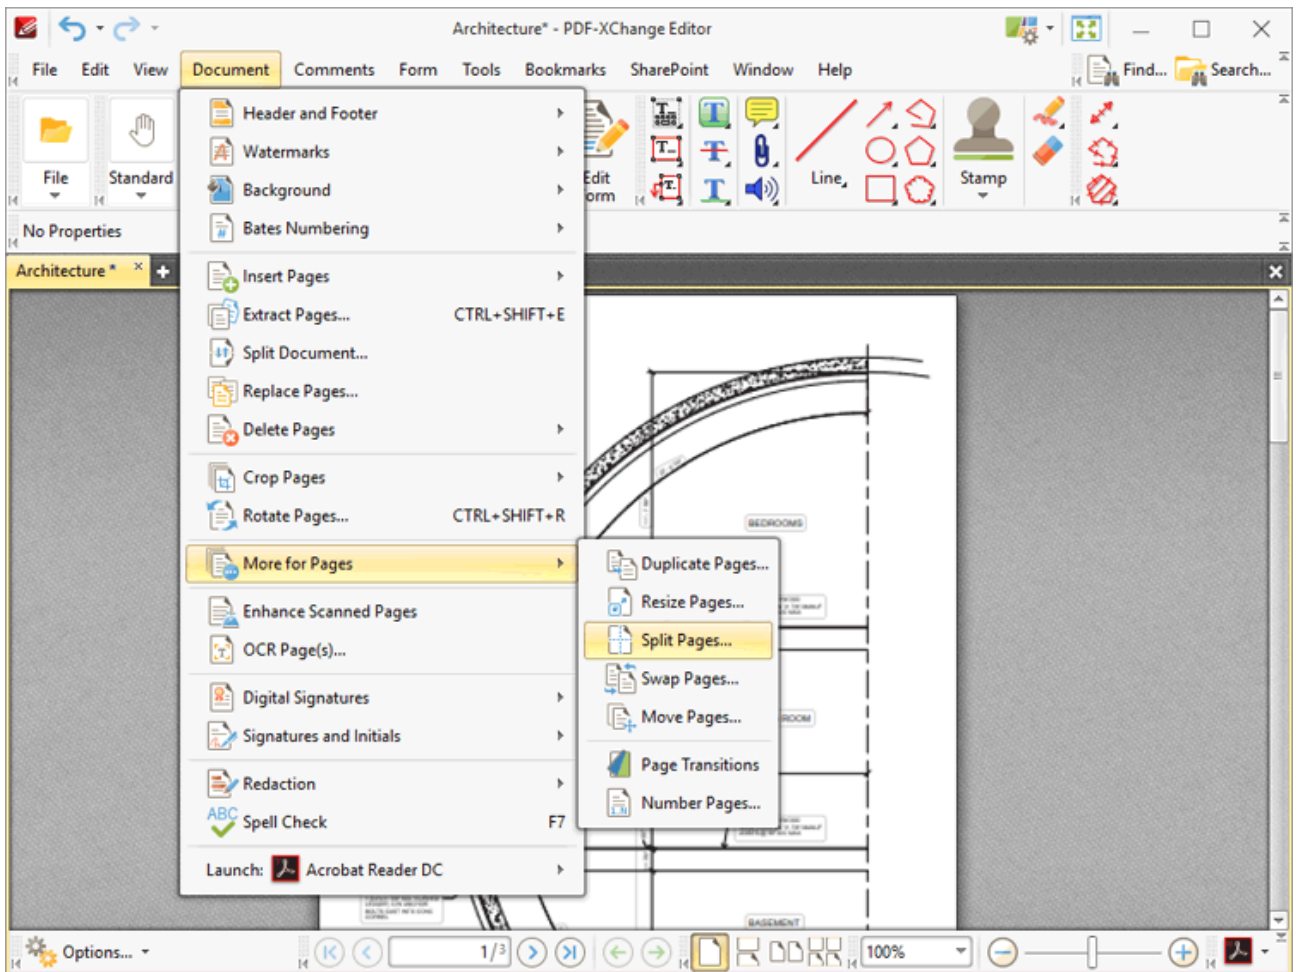 Architecture* - PDF-XChange Editor
File Edit View Document Comments Form Tools Bookmarks SharePoint Window Help Find... Search...
File Standard Edit Form Line Stamp
No Properties
Architecture *
Header and Footer
Watermarks
Background
Bates Numbering
Insert Pages
Extract Pages... CTRL+SHIFT+E
Split Document...
Replace Pages...
Delete Pages
Crop Pages
Rotate Pages... CTRL+SHIFT+R
More for Pages
Enhance Scanned Pages
OCR Page(s)...
Digital Signatures
Signatures and Initials
Redaction
Spell Check F7
Launch: Acrobat Reader DC
Duplicate Pages...
Resize Pages...
Split Pages...
Swap Pages...
Move Pages...
Page Transitions
Number Pages...
BEDROOMS
ROOM
BASEMENT
Options... 1/3 100%